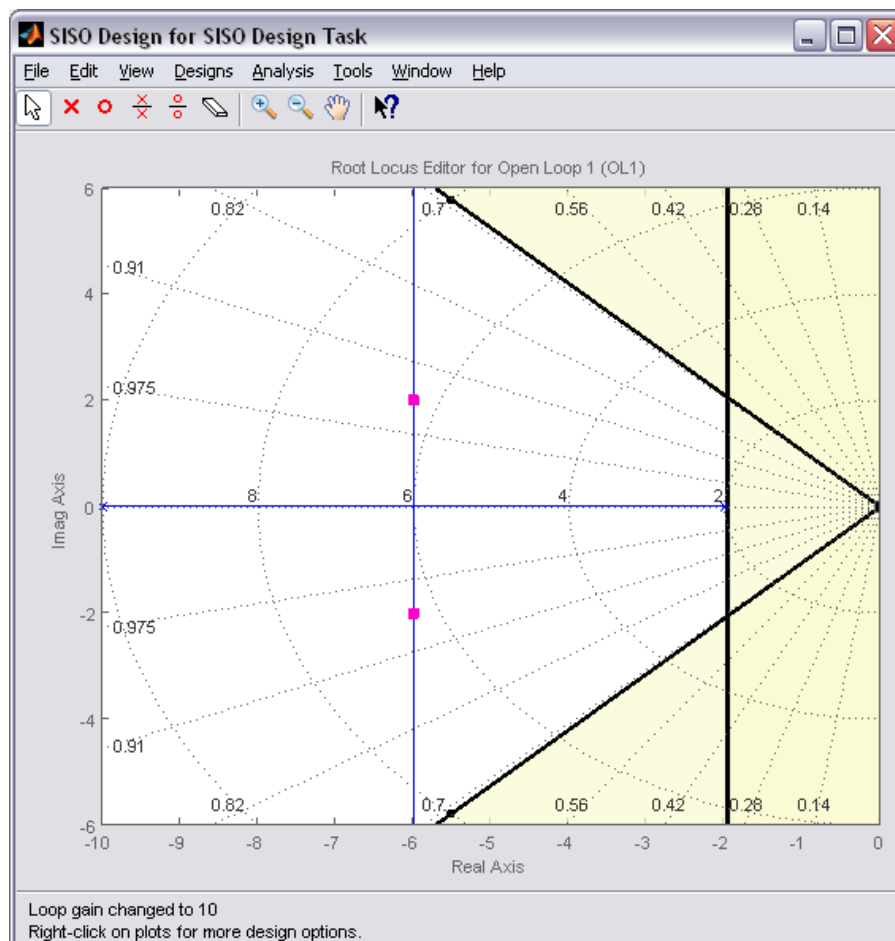 SISO Design for SISO Design Task
File Edit View Designs Analysis Tools Window Help
Root Locus Editor for Open Loop 1 (OL1)
6
0.82 0.7 0.56 0.42 0.28 0.14
0.91
4
0.975
2
Imag Axis
0 8 6 4 2
-2
0.975
-4
0.91
0.82 0.7 0.56 0.42 0.28 0.14
-6
-10 -9 -8 -7 -6 -5 -4 -3 -2 -1 0
Real Axis
Loop gain changed to 10
Right-click on plots for more design options.